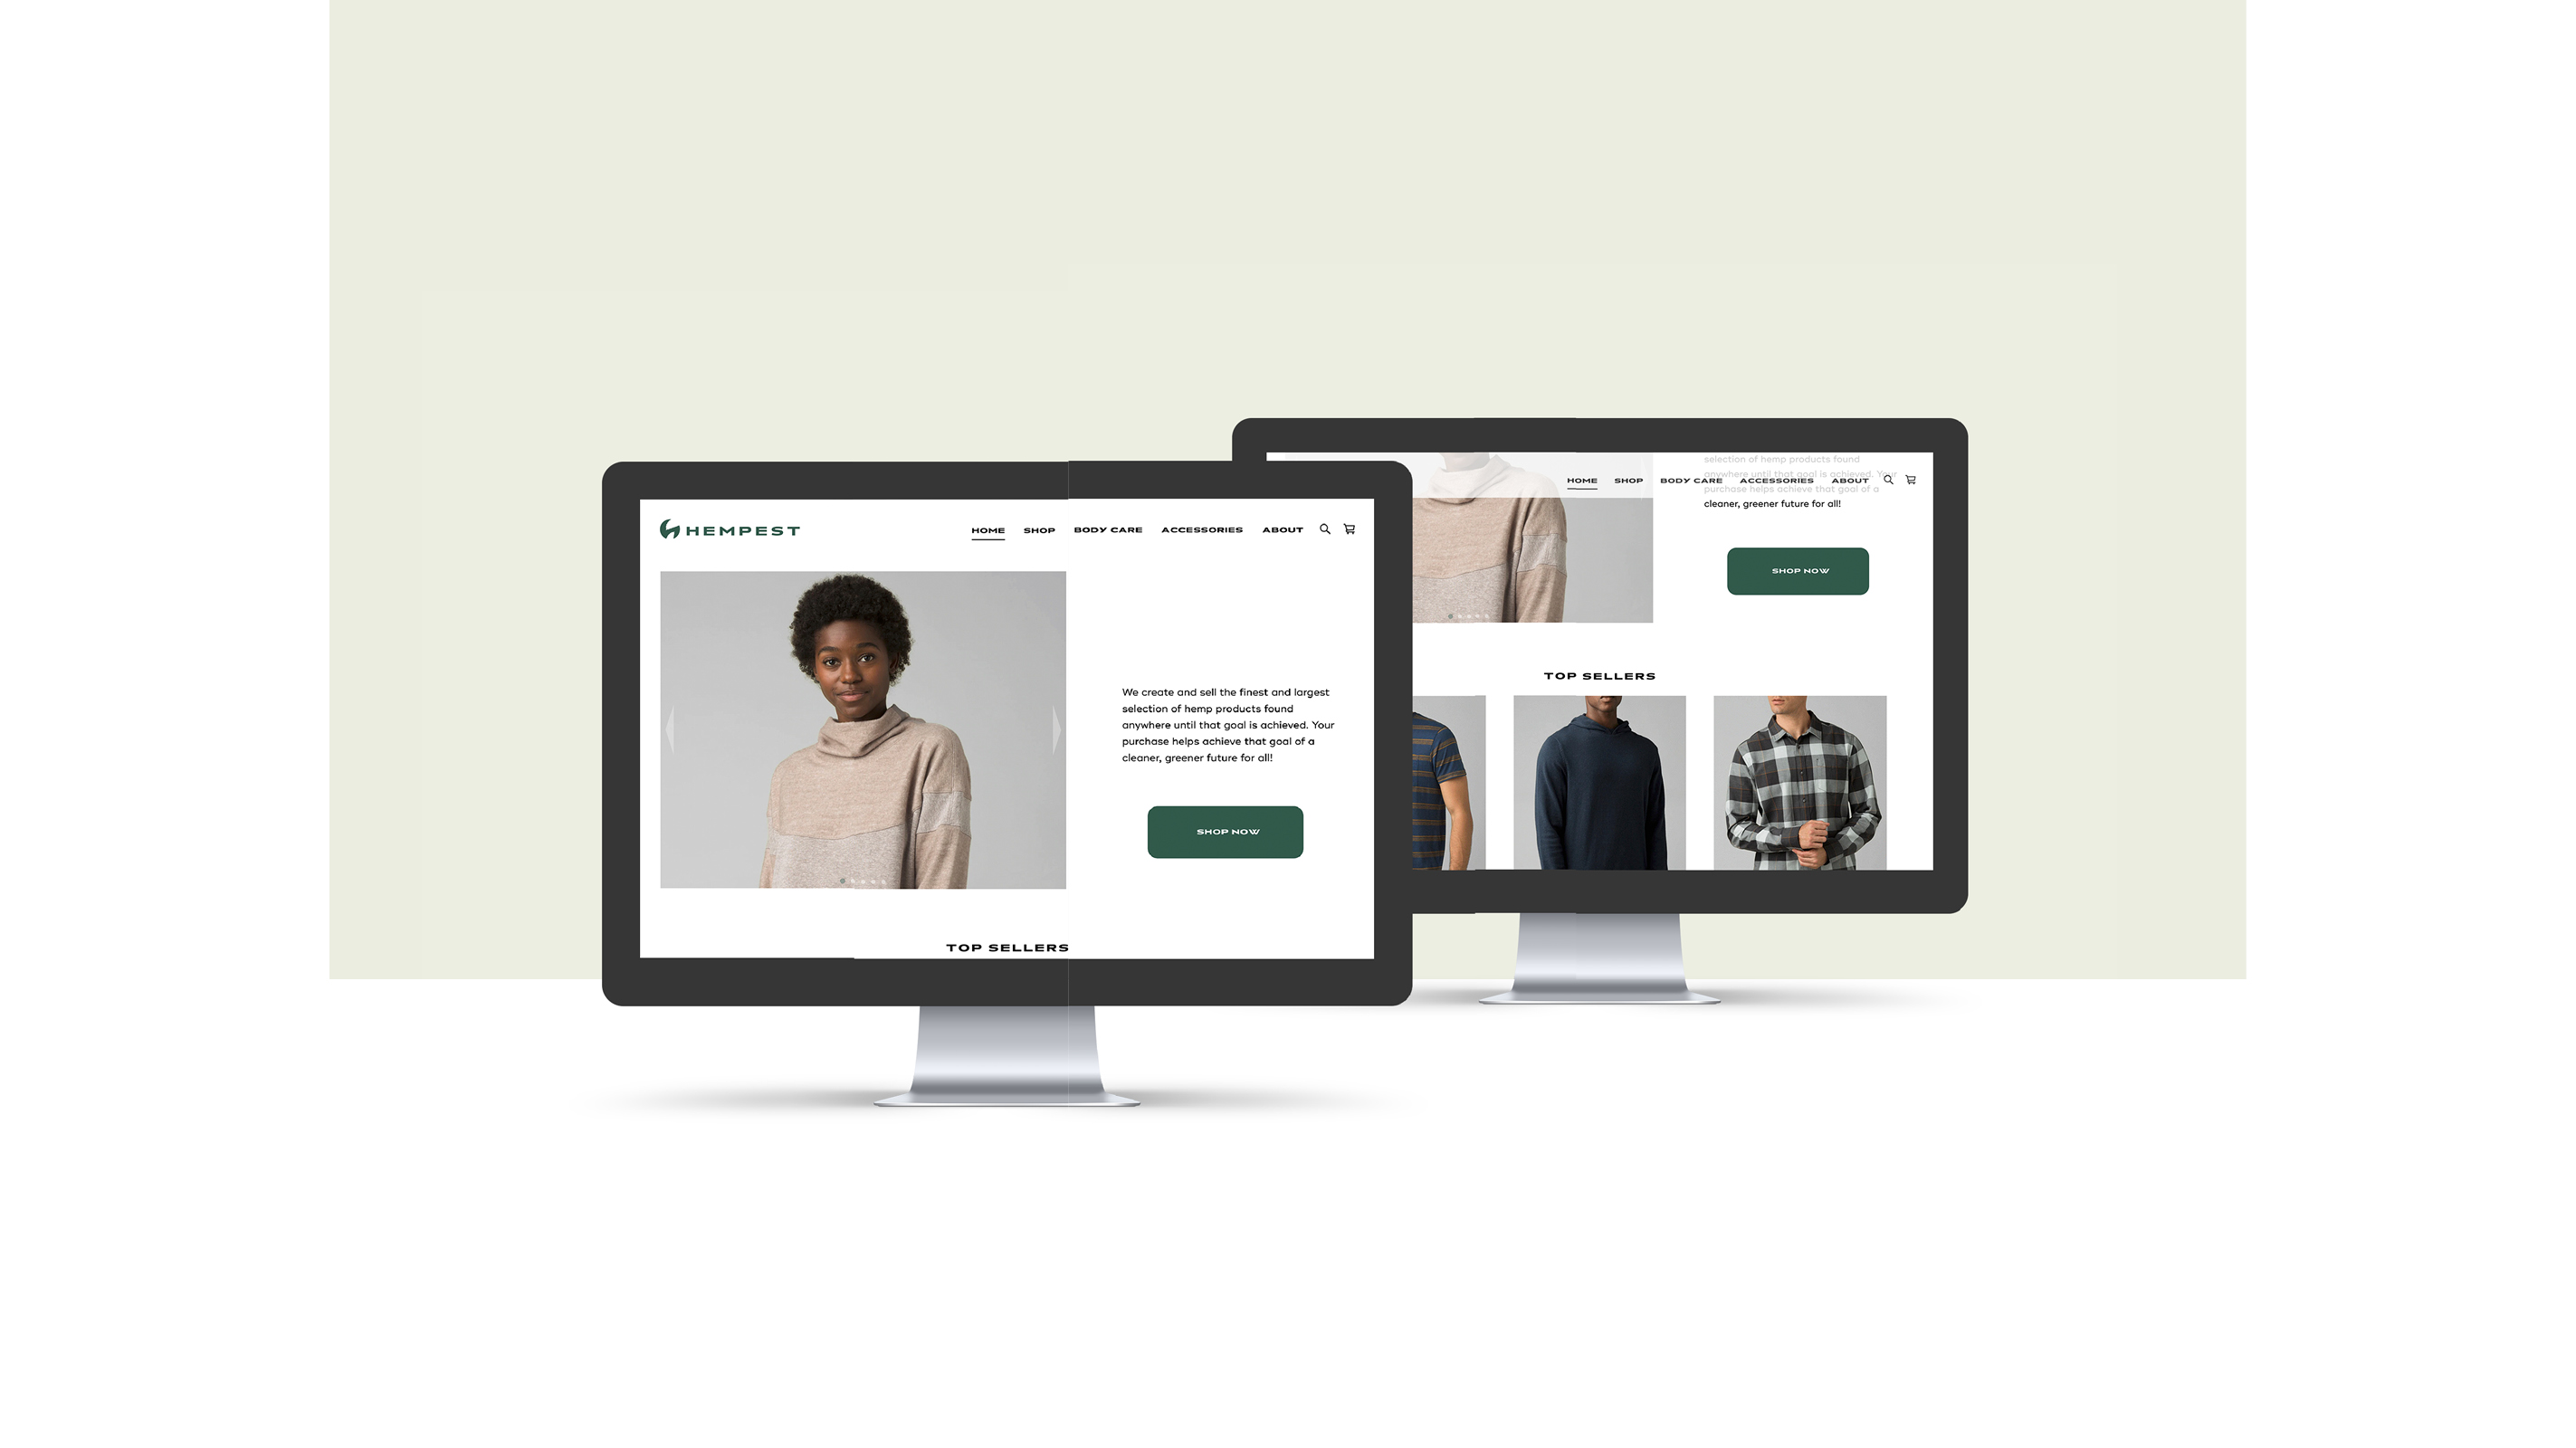 HEMPEST
HOME SHOP BODY CARE ACCESSORIES ABOUT
We create and sell the finest and largest
selection of hemp products found
anywhere until that goal is achieved. Your
purchase helps achieve that goal of a
cleaner, greener future for all!
SHOP NOW
TOP SELLERS
selection of hemp products found
anywhere until that goal is achieved. Your
HOME SHOP BODY CARE ACCESSORIES ABOUT
purchase helps achieve that goal of a
cleaner, greener future for all!
SHOP NOW
TOP SELLERS